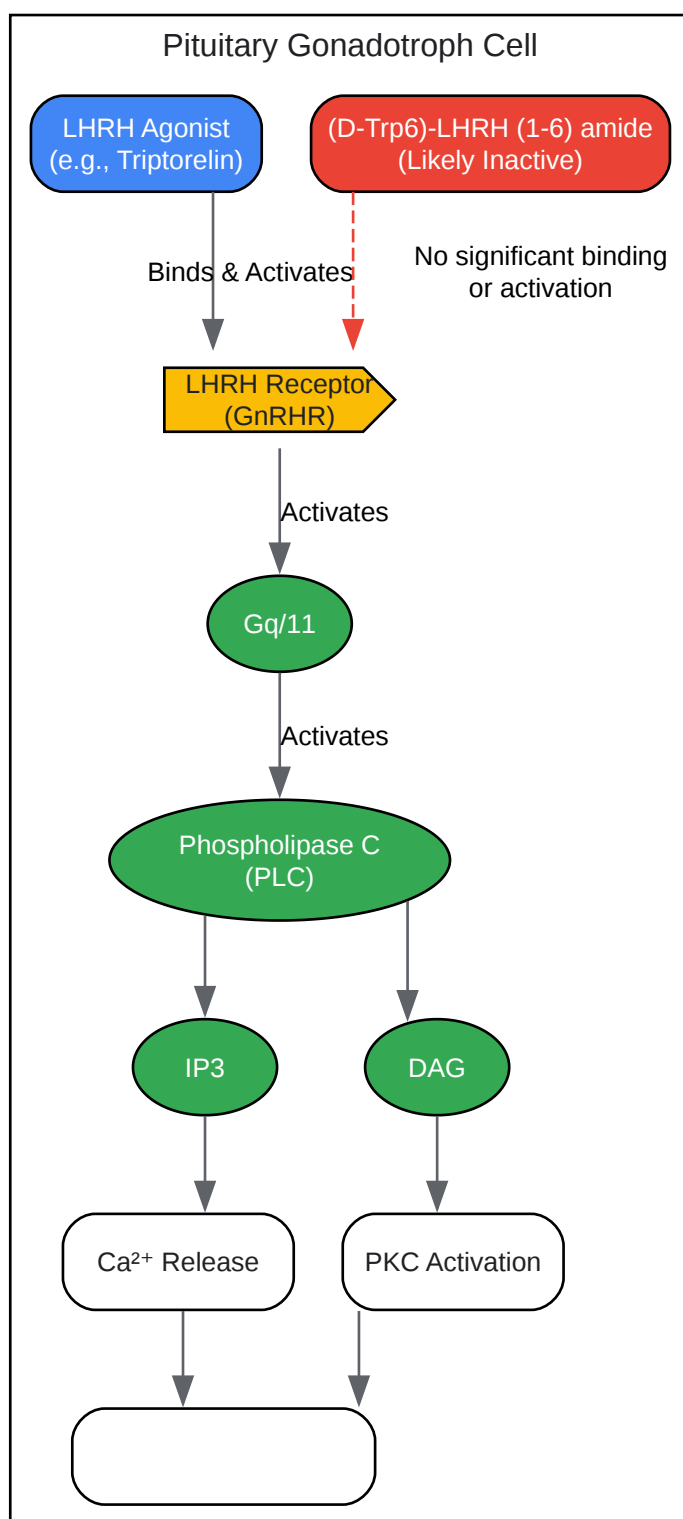 Pituitary Gonadotroph Cell
LHRH Agonist
(e.g., Triptorelin)
(D-Trp6)-LHRH (1-6) amide
(Likely Inactive)
Binds & Activates
No significant binding
or activation
LHRH Receptor
(GnRHR)
Activates
Gq/11
Activates
Phospholipase C
(PLC)
IP3
DAG
Ca²⁺ Release
PKC Activation